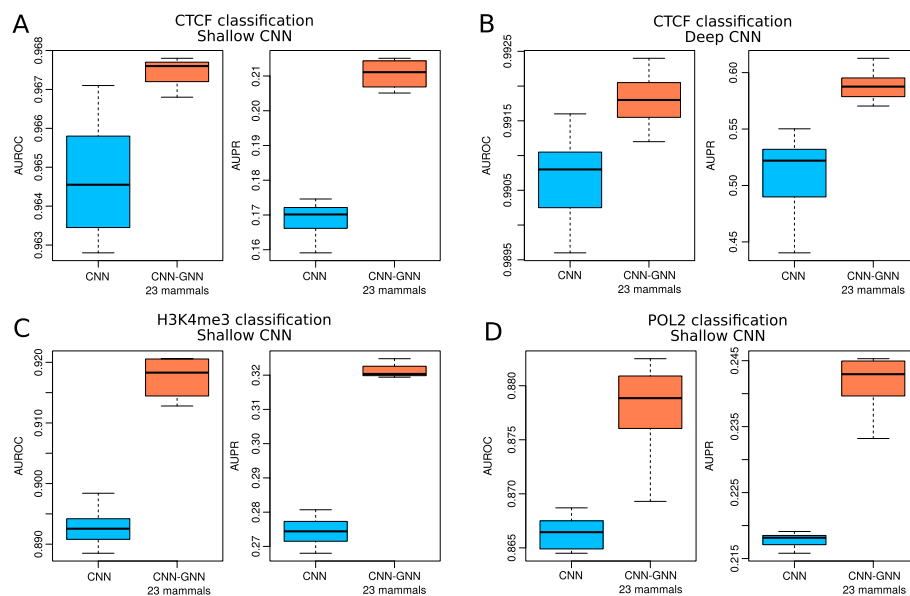 A
CTCF classification
Shallow CNN
AUROC
0.963
0.964
0.965
0.966
0.967
0.968
CNN
CNN-GNN
23 mammals
AUPR
0.16
0.17
0.18
0.20
0.21
CNN
CNN-GNN
23 mammals
B
CTCF classification
Deep CNN
AUROC
0.9895
0.9905
0.9915
0.9925
CNN
CNN-GNN
23 mammals
AUPR
0.45
0.50
0.55
0.60
CNN
CNN-GNN
23 mammals
C
H3K4me3 classification
Shallow CNN
AUROC
0.890
0.900
0.910
0.920
CNN
CNN-GNN
23 mammals
AUPR
0.27
0.28
0.29
0.30
0.31
0.32
CNN
CNN-GNN
23 mammals
D
POL2 classification
Shallow CNN
AUROC
0.865
0.870
0.875
0.880
CNN
CNN-GNN
23 mammals
AUPR
0.215
0.225
0.235
0.245
CNN
CNN-GNN
23 mammals